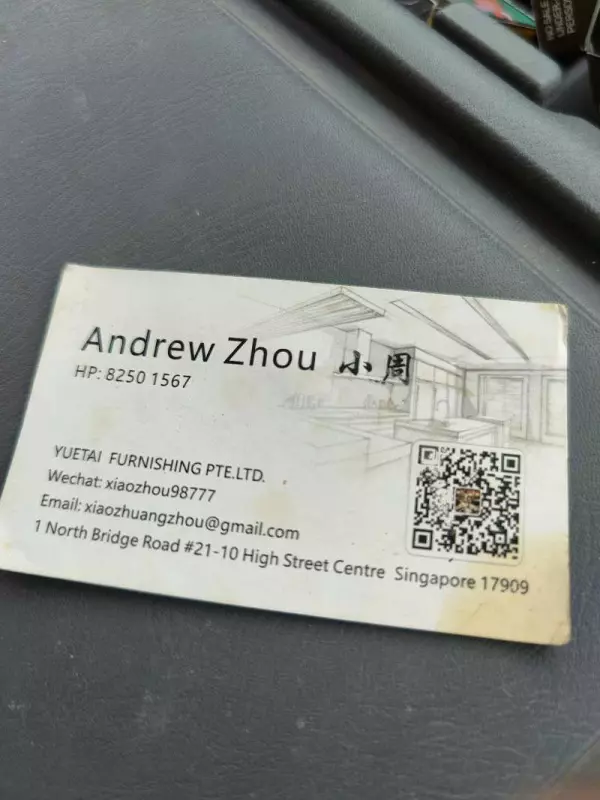 Andrew Zhou 小周
HP: 8250 1567
YUETAI FURNISHING PTE.LTD.
Wechat: xiaozhou98777
Email: xiaozhuangzhou@gmail.com
1 North Bridge Road #21-10 High Street Centre Singapore 17909